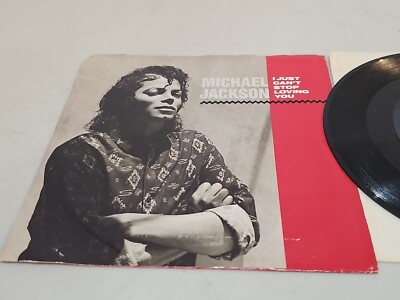 MICHAEL
JACKSON
I JUST
CAN'T
STOP
LOVING
YOU